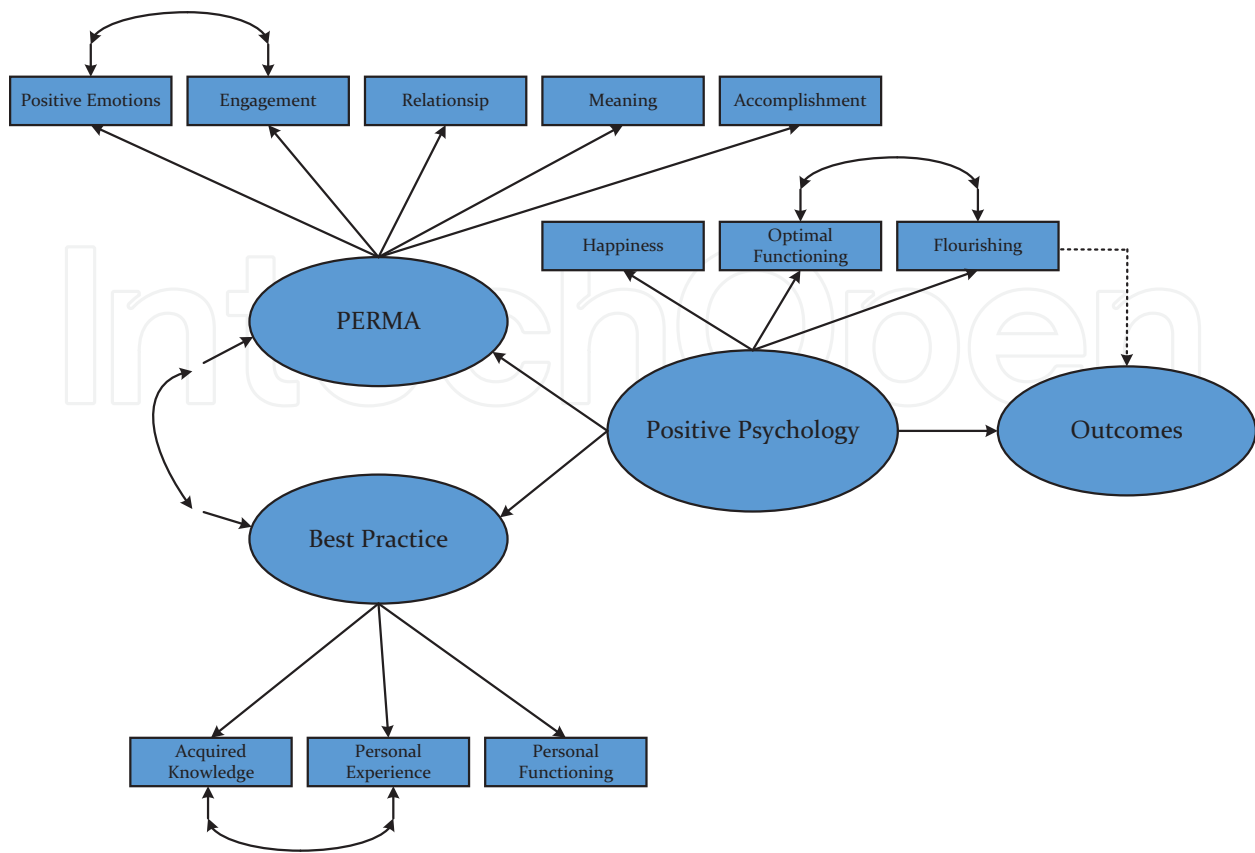 Positive Emotions
Engagement
Relationsip
Meaning
Accomplishment
Happiness
Optimal
Functioning
Flourishing
PERMA
Positive Psychology
Outcomes
Best Practice
Acquired
Knowledge
Personal
Experience
Personal
Functioning
IntechOpen